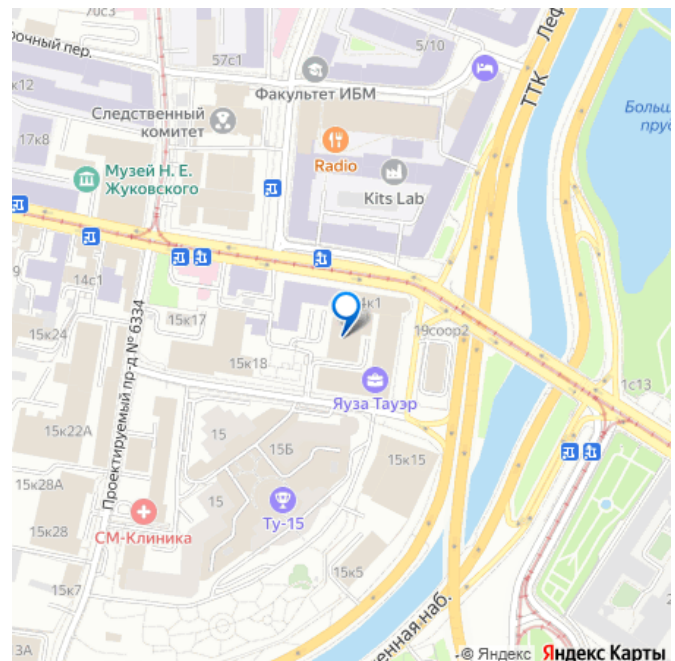 70с3
рочный пер.
57с1
5/10
Леф
ТТК
к12
Факультет ИБМ
Следственный
комитет
Больш
пру
17к8
Radio
Музей Н. Е.
Жуковского
Kits Lab
9
14с1
4к1
15к24
15к17
19соор2
Проектируемый пр-д № 6334
15к18
1с13
Яуза Тауэр
15к22А
15
15Б
15к15
15к28А
15
Ту-15
15к28
СМ-Клиника
15к5
15к7
енная наб.
3А
© Яндекс Яндекс Карты